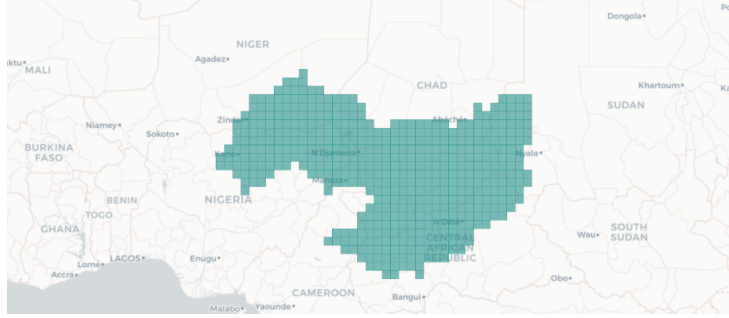 Dongola
NIGER
Agadez
MALI
CHAD
Khartoum
SUDAN
Zinder
Abéché
Niamey
Sokoto
BURKINA
FASO
Kano
N'Djamena
Nyala
Maroua
BENIN
NIGERIA
TOGO
N'Délé
GHANA
SOUTH
SUDAN
Wau
CENTRAL
AFRICAN
REPUBLIC
LAGOS
Enugu
Lomé
Accra
Obo
CAMEROON
Bangui
Malabo
Yaounde